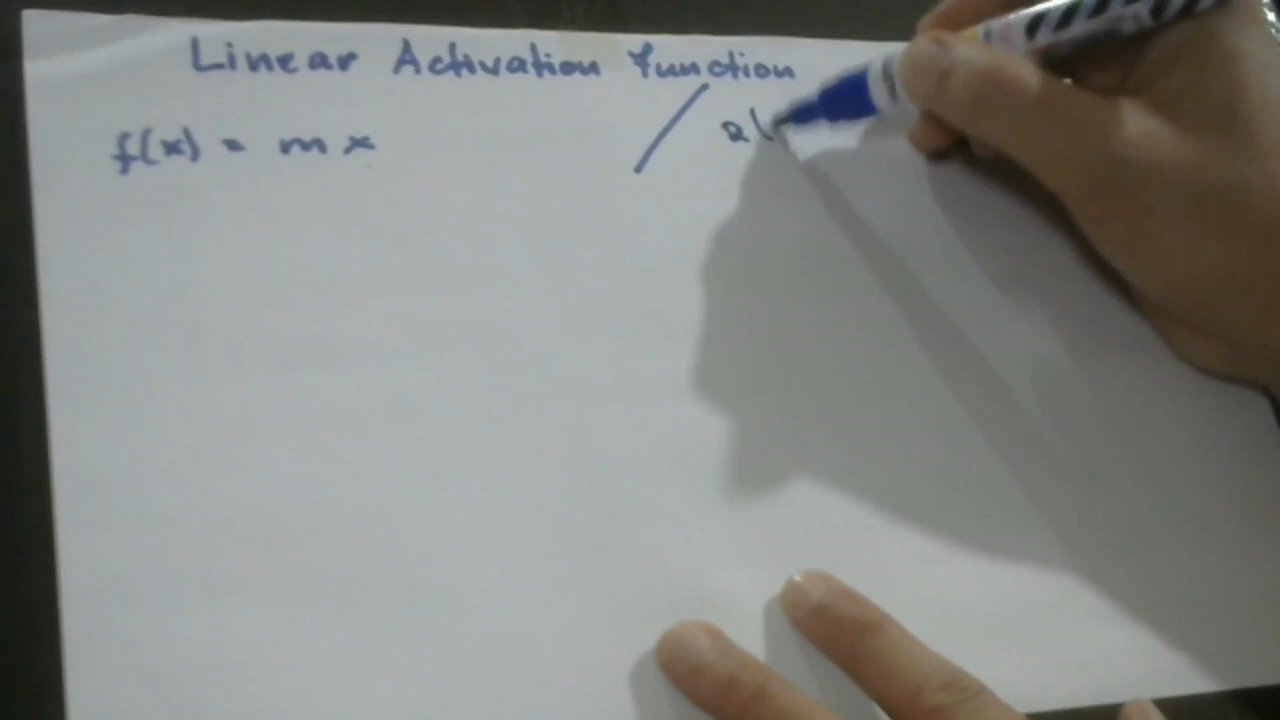 Linear Activation Function
f(x) = mx